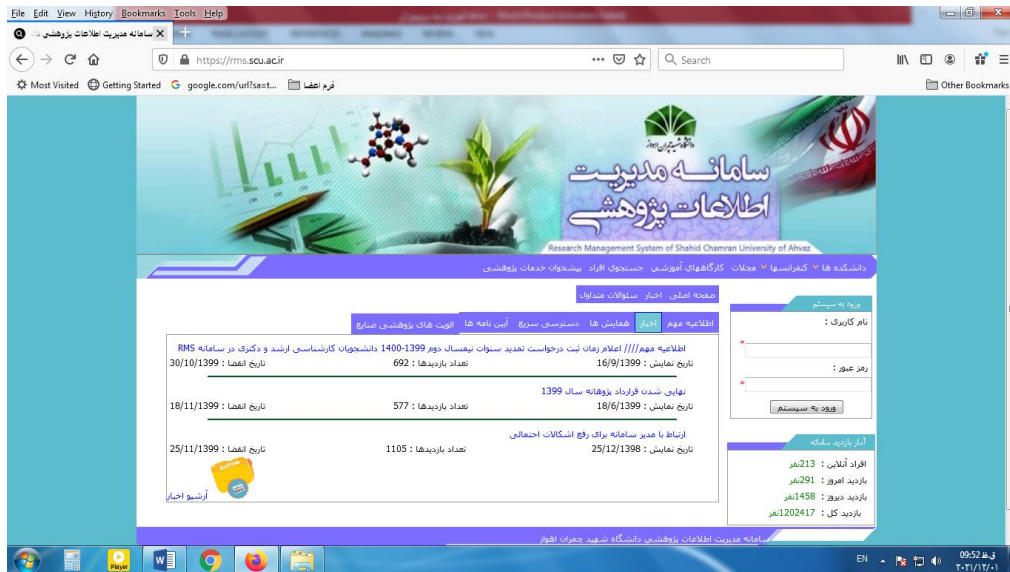 File Edit View History Bookmarks Tools Help
سامانه مدیریت اطلاعات پژوهشی دا
https://rms.scu.ac.ir
Search
Most Visited Getting Started google.com/url?sa=t... فرم اعضا Other Bookmarks
سامانه مدیریت
اطلاعات پژوهشی
Research Management System of Shahid Chamran University of Ahvaz
دانشکده ها کنفرانسها مجلات کارگاههای آموزشی جستجوی افراد پیشخوان خدمات پژوهشی
صفحه اصلی اخبار سئوالات متداول
اطلاعیه مهم اخبار همایش ها دسترسی سریع آیین نامه ها الویت های پژوهشی صنایع
اطلاعیه مهم//// اعلام زمان ثبت درخواست تمدید سنوات نیمسال دوم 1399-1400 دانشجویان کارشناسی ارشد و دکتری در سامانه RMS
تاریخ نمایش : 16/9/1399 تعداد بازدیدها : 692 تاریخ انقضا : 30/10/1399
نهایی شدن قرارداد پژوهانه سال 1399
تاریخ نمایش : 18/6/1399 تعداد بازدیدها : 577 تاریخ انقضا : 18/11/1399
ارتباط با مدیر سامانه برای رفع اشکالات احتمالی
تاریخ نمایش : 25/12/1398 تعداد بازدیدها : 1105 تاریخ انقضا : 25/11/1399
آرشیو اخبار
ورود به سیستم
نام کاربری :
*
رمز عبور :
*
ورود به سیستم
آمار بازدید سامانه
افراد آنلاین : 213نفر
بازدید امروز : 291نفر
بازدید دیروز : 1458نفر
بازدید کل : 1202417نفر
سامانه مدیریت اطلاعات پژوهشی دانشگاه شهید چمران اهواز
Player
EN
09:52 ق.ظ
۲۰۲۱/۱۲/۰۱